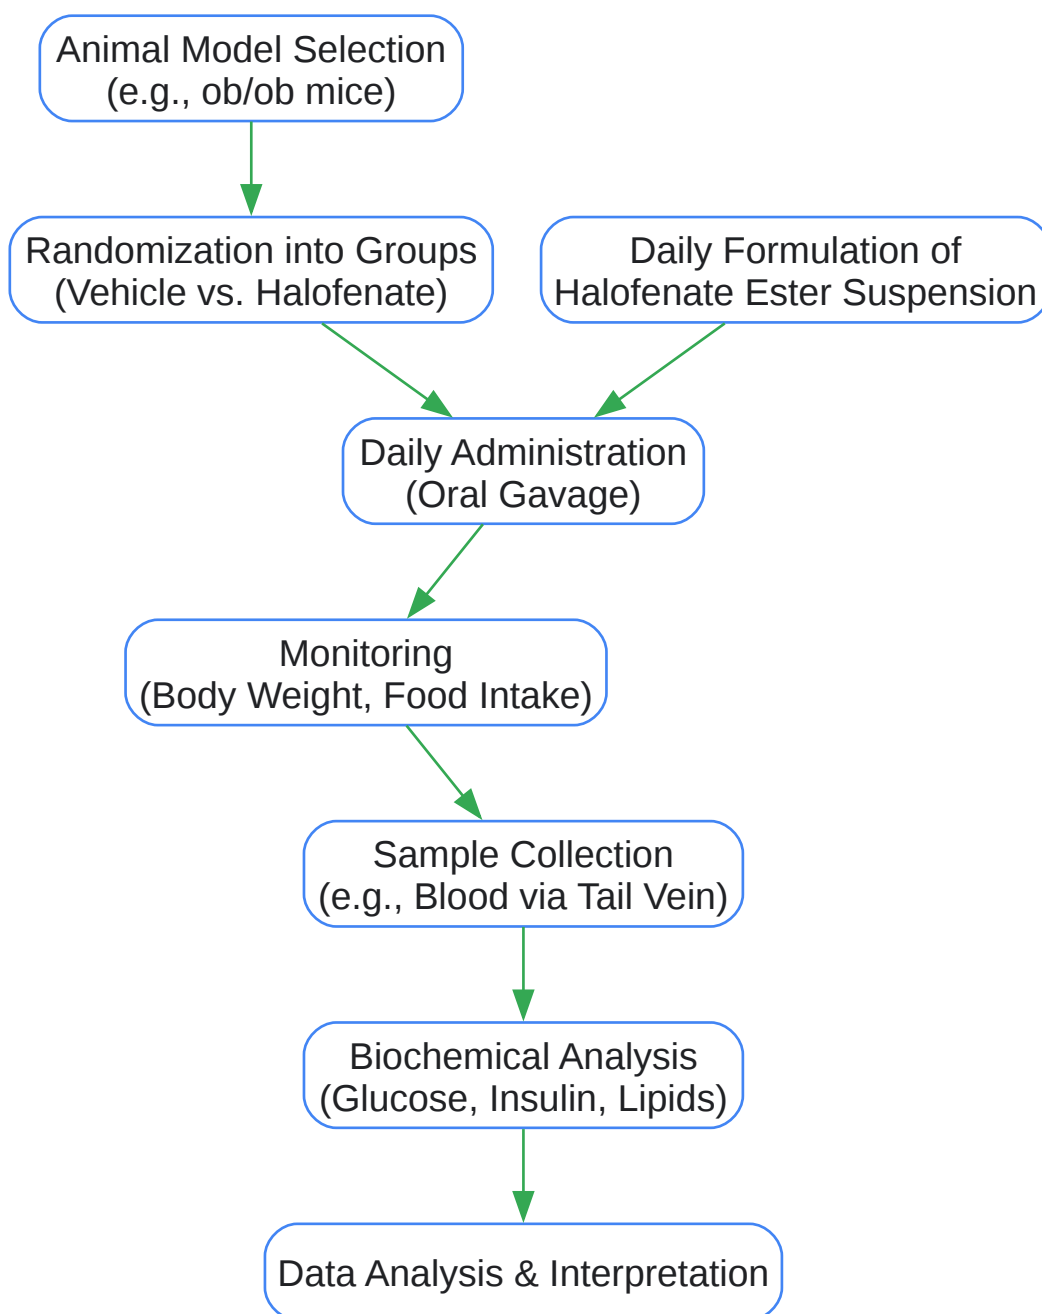 Animal Model Selection
(e.g., ob/ob mice)
Randomization into Groups
(Vehicle vs. Halofenate)
Daily Formulation of
Halofenate Ester Suspension
Daily Administration
(Oral Gavage)
Monitoring
(Body Weight, Food Intake)
Sample Collection
(e.g., Blood via Tail Vein)
Biochemical Analysis
(Glucose, Insulin, Lipids)
Data Analysis & Interpretation